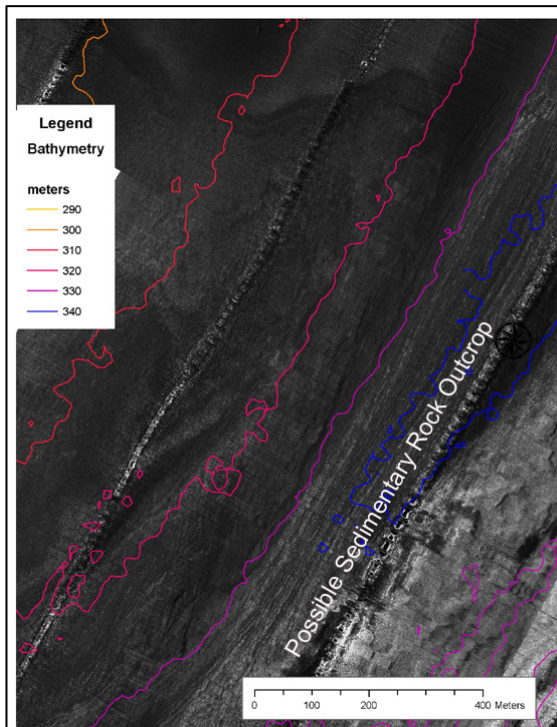 Legend
Bathymetry
meters
290
300
310
320
330
340
Possible Sedimentary Rock Outcrop
0 100 200 400 Meters